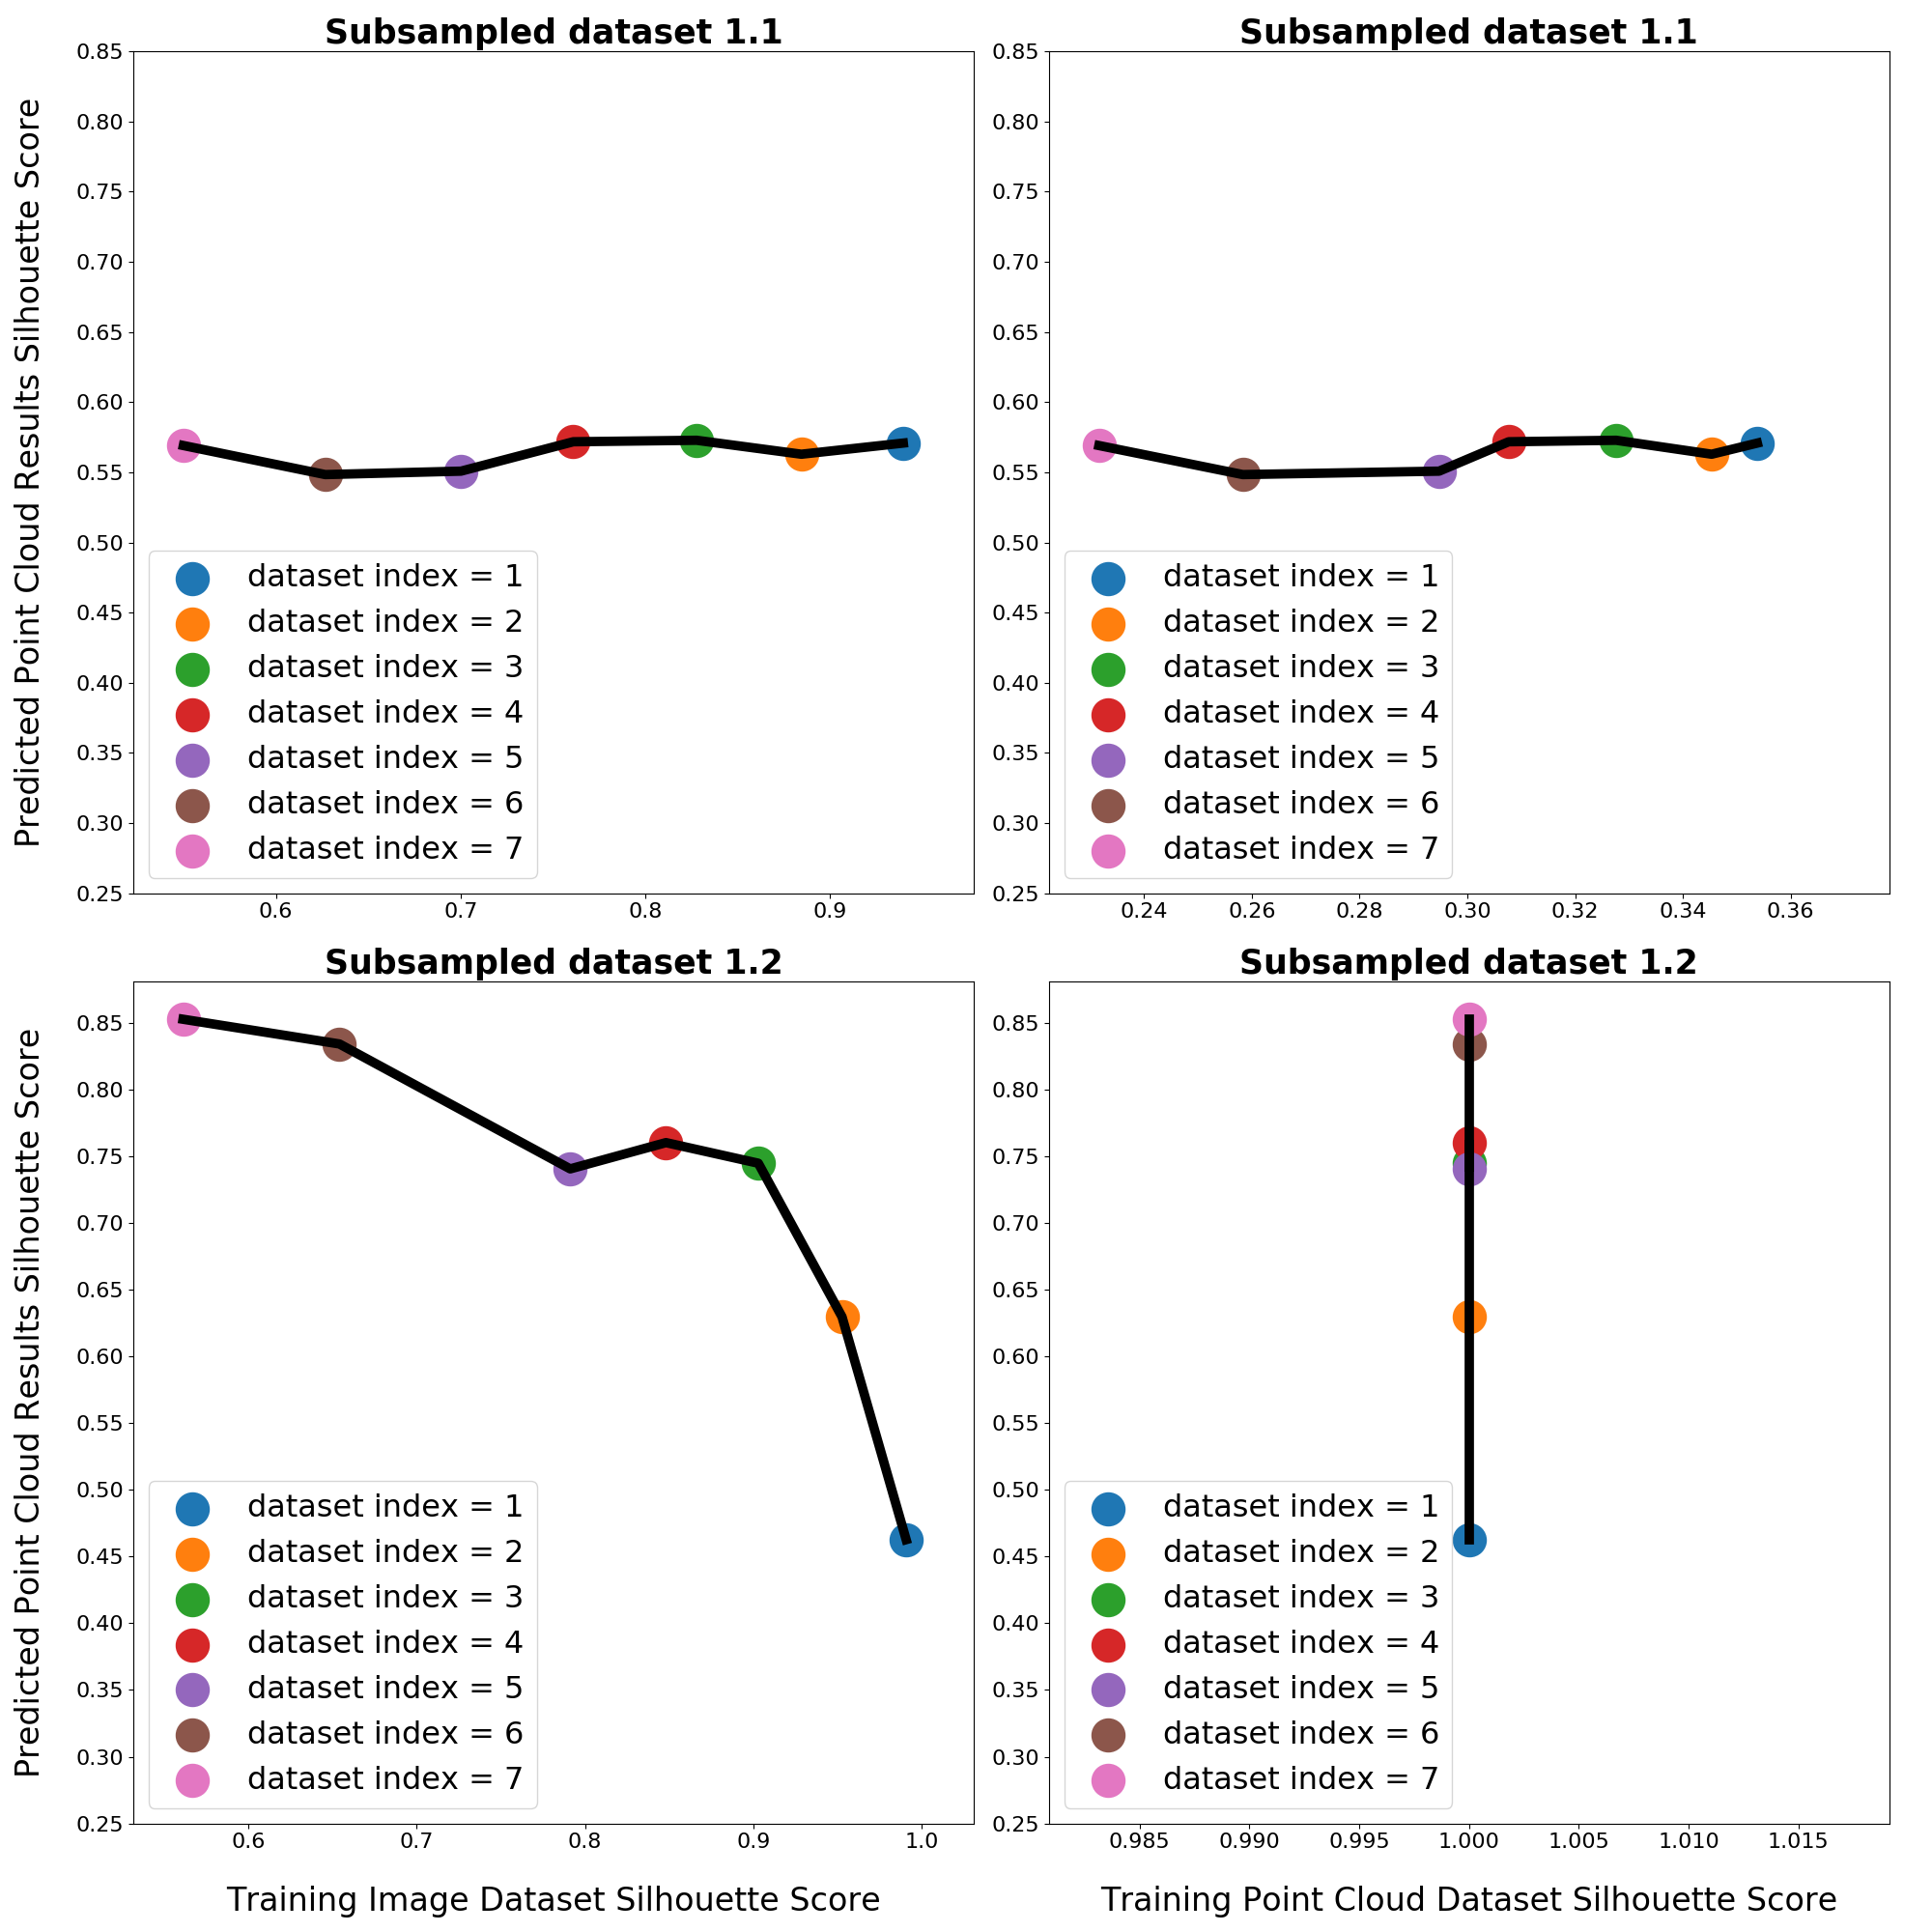 Subsampled dataset 1.1
Predicted Point Cloud Results Silhouette Score
0.85
0.80
0.75
0.70
0.65
0.60
0.55
0.50
0.45
0.40
0.35
0.30
0.25
dataset index = 1
dataset index = 2
dataset index = 3
dataset index = 4
dataset index = 5
dataset index = 6
dataset index = 7
0.6 0.7 0.8 0.9
Subsampled dataset 1.1
0.85
0.80
0.75
0.70
0.65
0.60
0.55
0.50
0.45
0.40
0.35
0.30
0.25
dataset index = 1
dataset index = 2
dataset index = 3
dataset index = 4
dataset index = 5
dataset index = 6
dataset index = 7
0.24 0.26 0.28 0.30 0.32 0.34 0.36
Subsampled dataset 1.2
Predicted Point Cloud Results Silhouette Score
0.85
0.80
0.75
0.70
0.65
0.60
0.55
0.50
0.45
0.40
0.35
0.30
0.25
dataset index = 1
dataset index = 2
dataset index = 3
dataset index = 4
dataset index = 5
dataset index = 6
dataset index = 7
0.6 0.7 0.8 0.9 1.0
Training Image Dataset Silhouette Score
Subsampled dataset 1.2
0.85
0.80
0.75
0.70
0.65
0.60
0.55
0.50
0.45
0.40
0.35
0.30
0.25
dataset index = 1
dataset index = 2
dataset index = 3
dataset index = 4
dataset index = 5
dataset index = 6
dataset index = 7
0.985 0.990 0.995 1.000 1.005 1.010 1.015
Training Point Cloud Dataset Silhouette Score